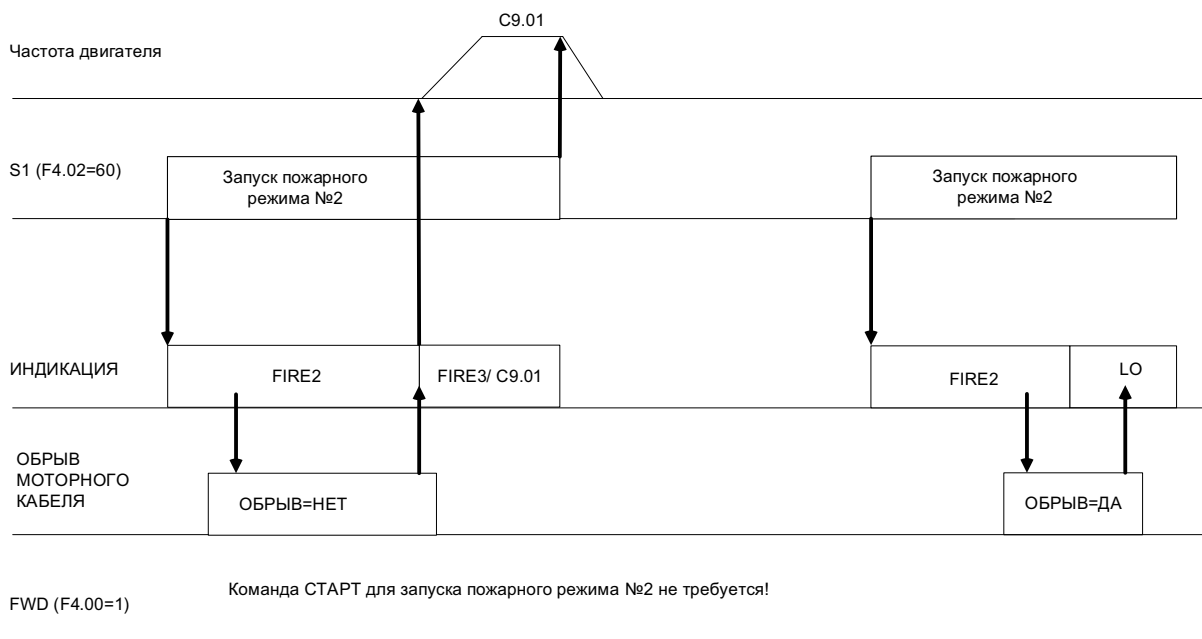 C9.01
Частота двигателя
S1 (F4.02=60)
Запуск пожарного
режима №2
Запуск пожарного
режима №2
ИНДИКАЦИЯ
FIRE2
FIRE3/ C9.01
FIRE2
LO
ОБРЫВ
МОТОРНОГО
КАБЕЛЯ
ОБРЫВ=НЕТ
ОБРЫВ=ДА
Команда СТАРТ для запуска пожарного режима №2 не требуется!
FWD (F4.00=1)